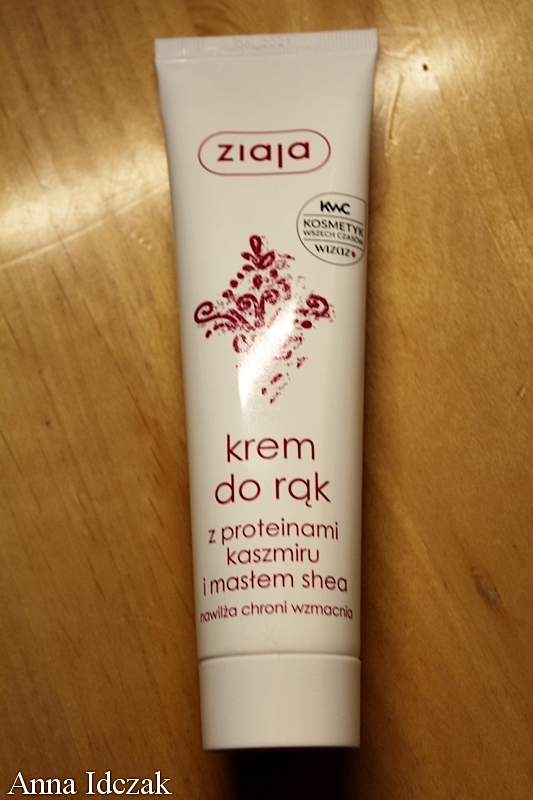 ziaja
KWC
KOSMETYK
WSZECH CZASÓW
wizaż
krem
do rąk
z proteinami
kaszmiru
i masłem shea
nawilża chroni wzmacnia
Anna Idczak